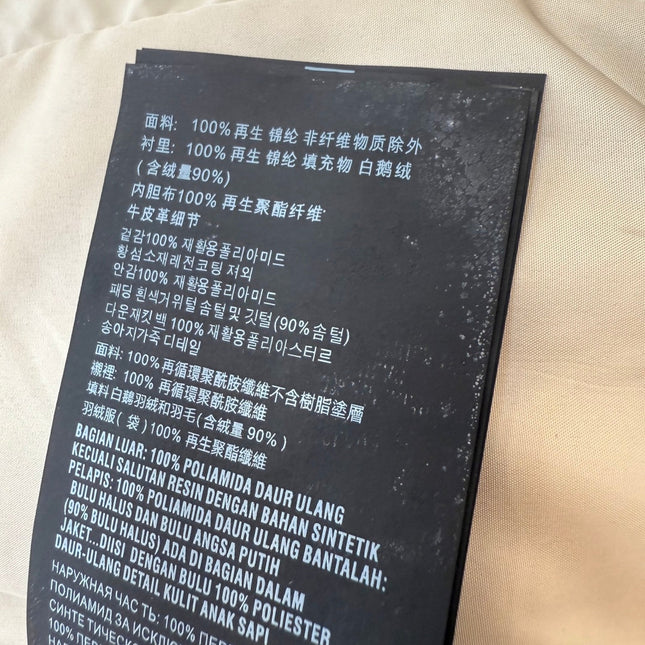 面料: 100% 再生 锦纶 非纤维物质除外
衬里: 100% 再生 锦纶 填充物 白鹅绒
(含绒量90%)
内胆布100% 再生聚酯纤维
牛皮革细节
겉감100% 재활용폴리아미드
황섬소재레전코팅 저외
안감100% 재활용폴리아미드
패딩 흰색거위털 솜털및 깃털(90%솜털)
다운재킷 백 100% 재활용폴리아스터르
송아지가죽 디테일
面料: 100%再循環聚酰胺纖維不含樹脂塗層
襯裡: 100% 再循環聚酰胺纖維
填料白鵝羽絨和羽毛(含絨量 90%)
羽絨服( 袋)100% 再生聚酯纖維
BAGIAN LUAR: 100% POLIAMIDA DAUR ULANG
KECUALI SALUTAN RESIN DENGAN BAHAN SINTETIK
PELAPIS: 100% POLIAMIDA DAUR ULANG BANTALAH:
BULU HALUS DAN BULU ANGSA PUTIH
(90% BULU HALUS) ADA DI BAGIAN DALAM
JAKET...DIISI DENGAN BULU 100% POLIESTER
DAUR-ULANG DETAIL KULIT ANAK SAPI
НАРУЖНАЯ ЧАС ТЬ: 100% ПЕР
ПОЛИАМИД ЗА ИСКЛЮ
СИНТЕ ТИЧЕСКО
100% ПЕР